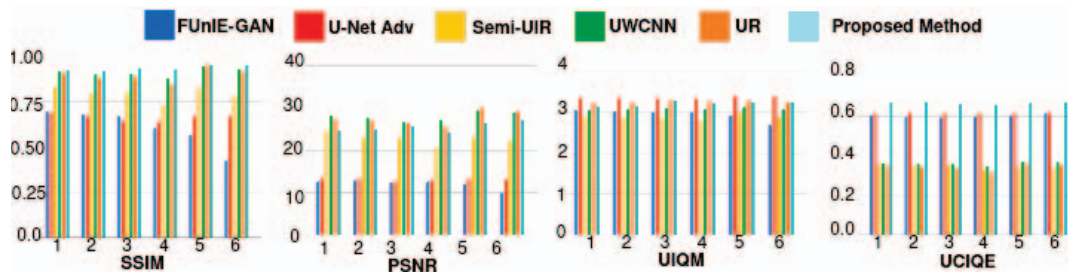 FUnIE-GAN U-Net Adv Semi-UIR UWCNN UR Proposed Method
1.00
0.75
0.50
0.25
0.0
1 2 3 4 5 6
SSIM
40
30
20
10
0
1 2 3 4 5 6
PSNR
4
3
2
1
0
1 2 3 4 5 6
UIQM
0.8
0.6
0.4
0.2
0.0
1 2 3 4 5 6
UCIQE